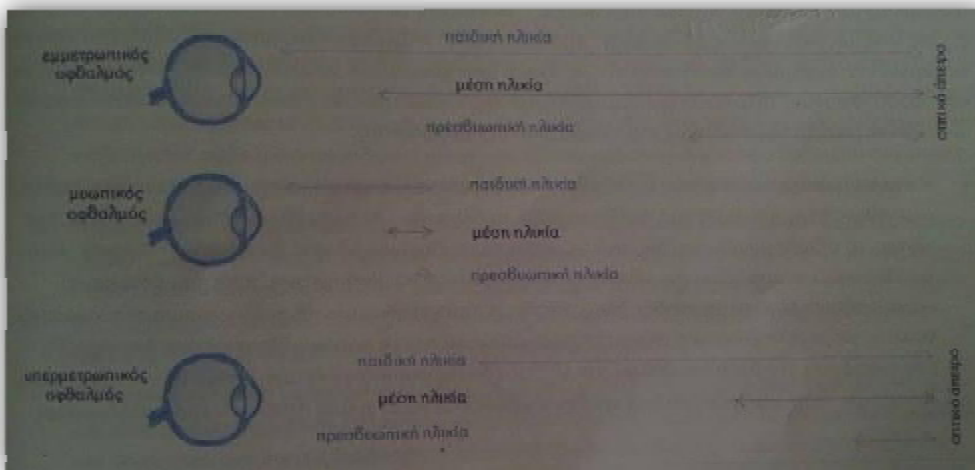 παιδική ηλικία
εμμετρωπικός
οφθαλμός
μέση ηλικία
πρεσβυωπική ηλικία
οπτικό άπειρο
παιδική ηλικία
μυωπικός
οφθαλμός
μέση ηλικία
πρεσβυωπική ηλικία
παιδική ηλικία
υπερμετρωπικός
οφθαλμός
μέση ηλικία
πρεσβυωπική ηλικία
οπτικό άπειρο